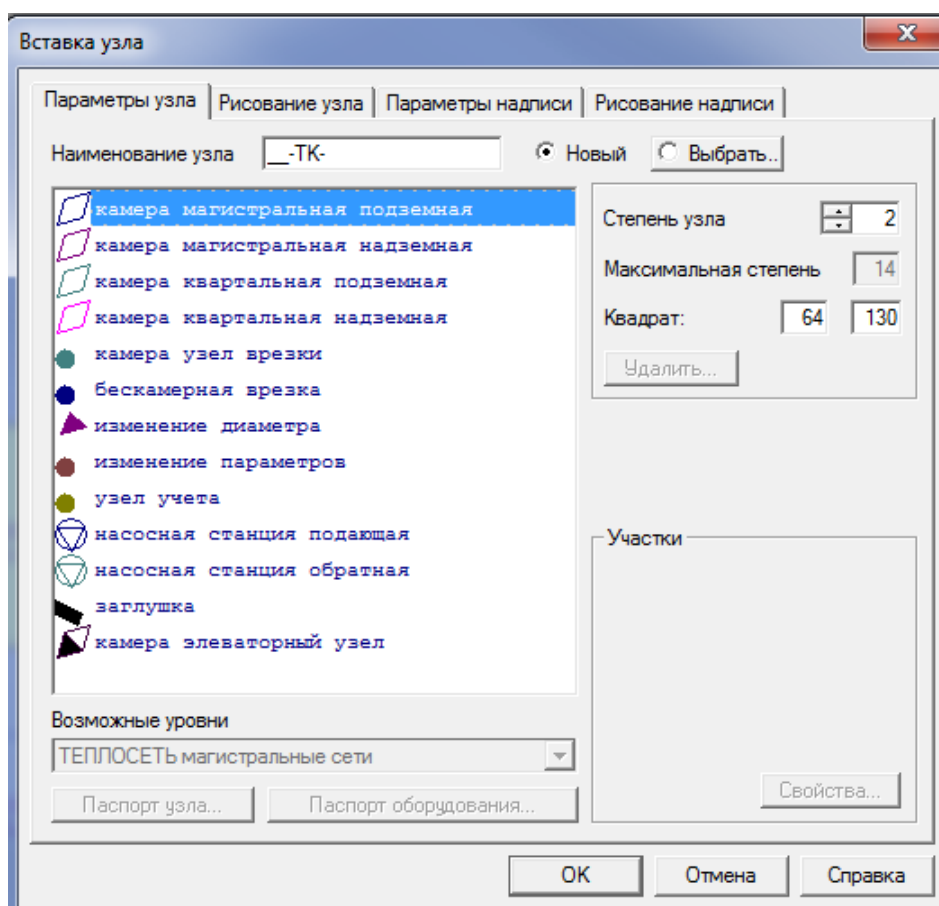 Вставка узла
Параметры узла Рисование узла Параметры надписи Рисование надписи
Наименование узла __-ТК- Новый Выбрать..
камера магистральная подземная
камера магистральная надземная
камера квартальная подземная
камера квартальная надземная
камера узел врезки
бескамерная врезка
изменение диаметра
изменение параметров
узел учета
насосная станция подающая
насосная станция обратная
заглушка
камера элеваторный узел
Степень узла 2
Максимальная степень 14
Квадрат: 64 130
Удалить...
Участки
Свойства...
Возможные уровни
ТЕПЛОСЕТЬ магистральные сети
Паспорт узла... Паспорт оборудования...
OK Отмена Справка